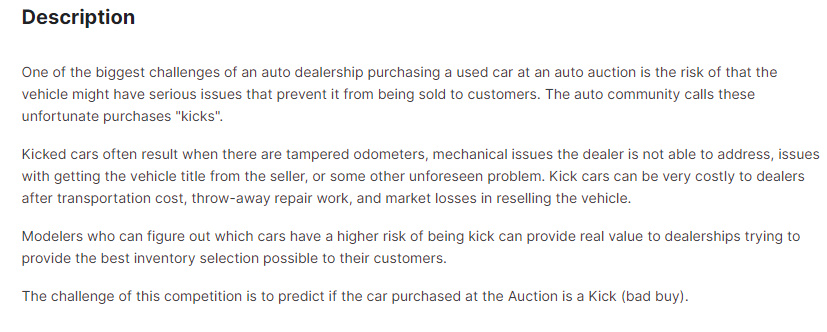 Description
One of the biggest challenges of an auto dealership purchasing a used car at an auto auction is the risk of that the
vehicle might have serious issues that prevent it from being sold to customers. The auto community calls these
unfortunate purchases "kicks".
Kicked cars often result when there are tampered odometers, mechanical issues the dealer is not able to address, issues
with getting the vehicle title from the seller, or some other unforeseen problem. Kick cars can be very costly to dealers
after transportation cost, throw-away repair work, and market losses in reselling the vehicle.
Modelers who can figure out which cars have a higher risk of being kick can provide real value to dealerships trying to
provide the best inventory selection possible to their customers.
The challenge of this competition is to predict if the car purchased at the Auction is a Kick (bad buy).